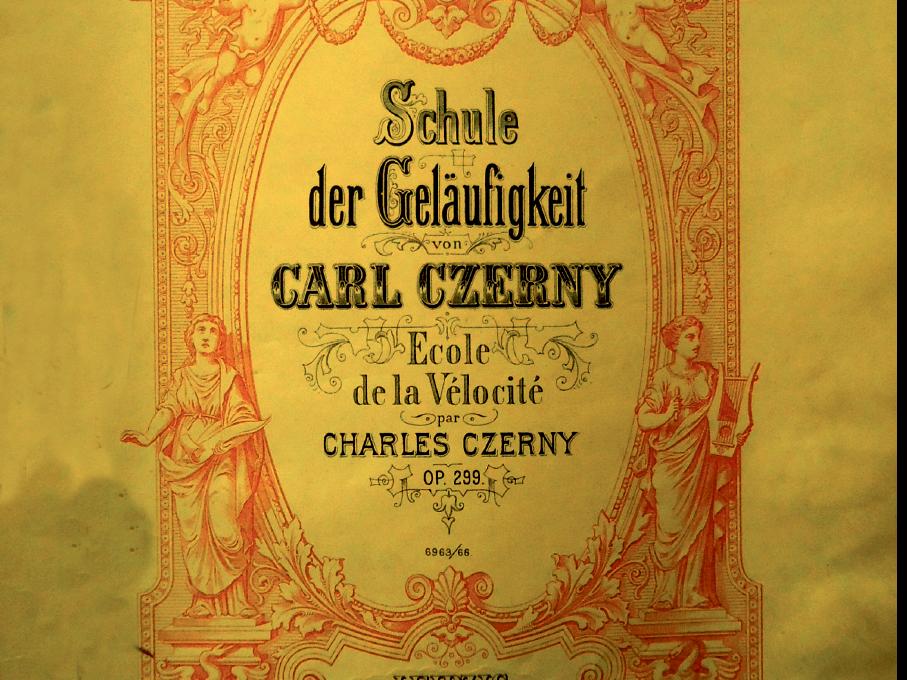 Schule
der Geläufigkeit
von
CARL CZERNY
Ecole
de la Vélocité
par
CHARLES CZERNY
OP. 299.
6963/66.